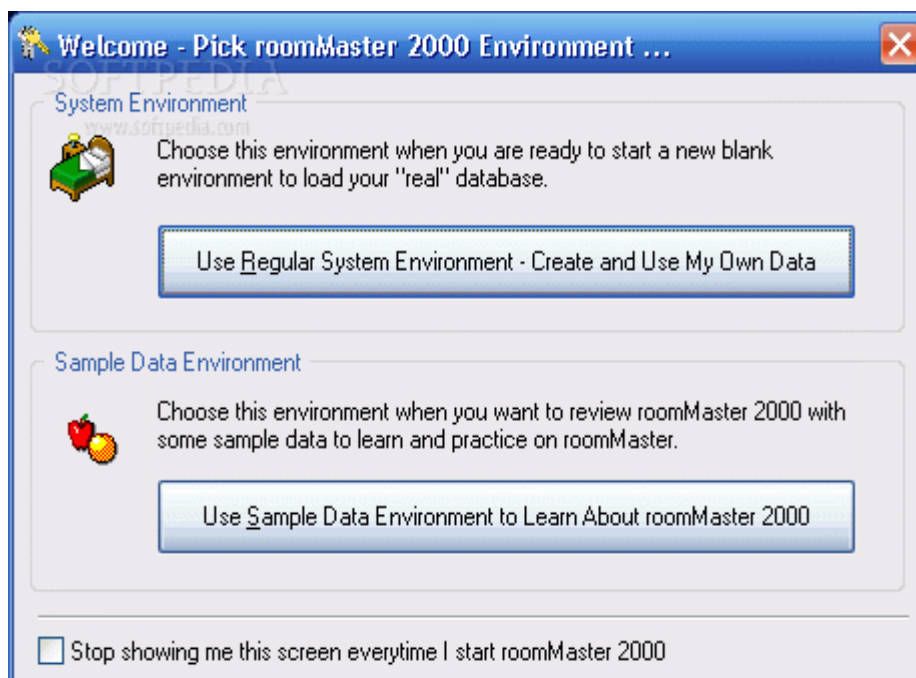 Welcome - Pick roomMaster 2000 Environment ...
SOFTPEDIA
System Environment
www.softpedia.com
Choose this environment when you are ready to start a new blank
environment to load your "real" database.
Use Regular System Environment - Create and Use My Own Data
Sample Data Environment
Choose this environment when you want to review roomMaster 2000 with
some sample data to learn and practice on roomMaster.
Use Sample Data Environment to Learn About roomMaster 2000
Stop showing me this screen everytime I start roomMaster 2000